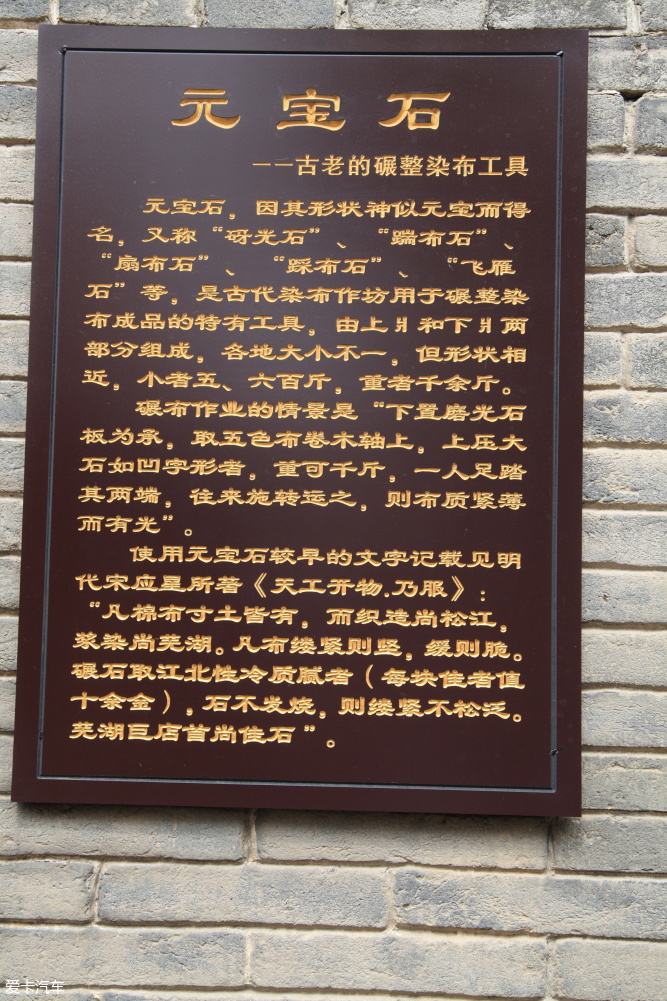 元宝石
——古老的碾整染布工具
元宝石，因其形状神似元宝而得
名，又称“砑光石”、“踹布石”、
“扇布石”、“踩布石”、“飞雁
石”等，是古代染布作坊用于碾整染
布成品的特有工具，由上爿和下爿两
部分组成，各地大小不一，但形状相
近，小者五、六百斤，重者千余斤。
碾布作业的情景是“下置磨光石
板为承，取五色布卷木轴上，上压大
石如凹字形者，重可千斤，一人足踏
其两端，往来施转运之，则布质紧薄
而有光”。
使用元宝石较早的文字记载见明
代宋应星所著《天工开物.乃服》：
“凡棉布寸土皆有，而织造尚松江，
浆染尚芜湖。凡布缕紧则坚，缓则脆。
碾石取江北性冷质腻者（每块佳者值
十余金），石不发烧，则缕紧不松泛。
芜湖巨店首尚佳石”。
爱卡汽车